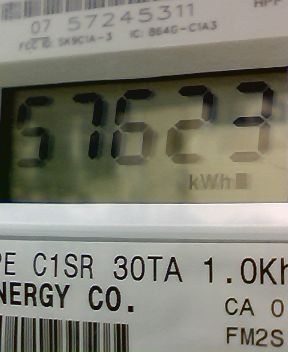 07 57245311
FCC ID: SK9C1A-3 IC: 864G-C1A3
57623
kWh
PE C1SR 30TA 1.0Kh
NERGY CO.
CA 0
FM2S